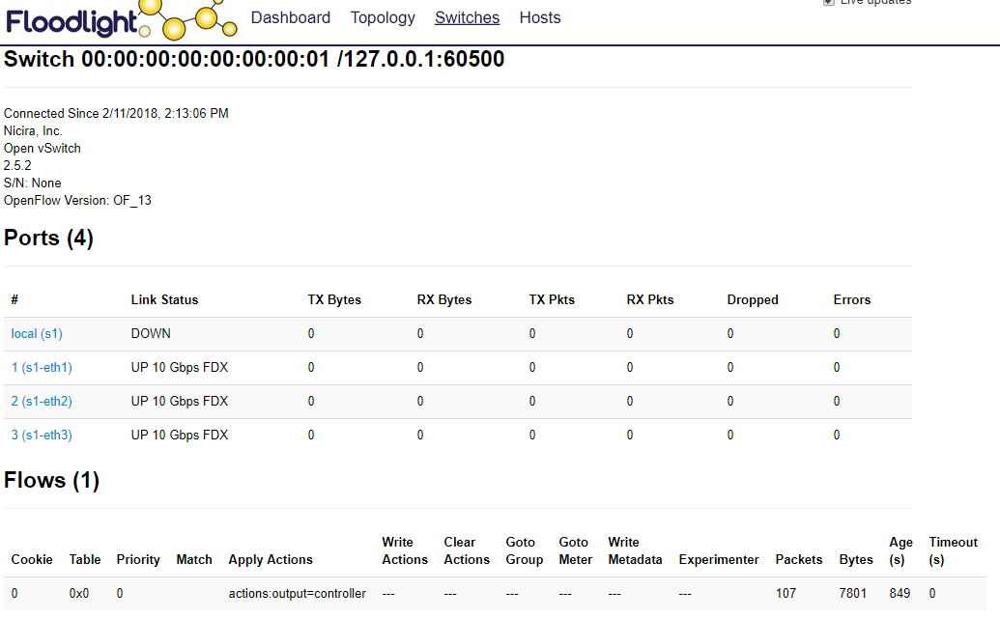 Floodlight Dashboard Topology Switches Hosts Live updates
Switch 00:00:00:00:00:00:00:01 /127.0.0.1:60500
Connected Since 2/11/2018, 2:13:06 PM
Nicira, Inc.
Open vSwitch
2.5.2
S/N: None
OpenFlow Version: OF_13
Ports (4)
# Link Status TX Bytes RX Bytes TX Pkts RX Pkts Dropped Errors
local (s1) DOWN 0 0 0 0 0 0
1 (s1-eth1) UP 10 Gbps FDX 0 0 0 0 0 0
2 (s1-eth2) UP 10 Gbps FDX 0 0 0 0 0 0
3 (s1-eth3) UP 10 Gbps FDX 0 0 0 0 0 0
Flows (1)
Cookie Table Priority Match Apply Actions Write Actions Clear Actions Goto Group Goto Meter Write Metadata Experimenter Packets Bytes Age (s) Timeout (s)
0 0x0 0 actions:output=controller --- --- --- --- --- --- 107 7801 849 0